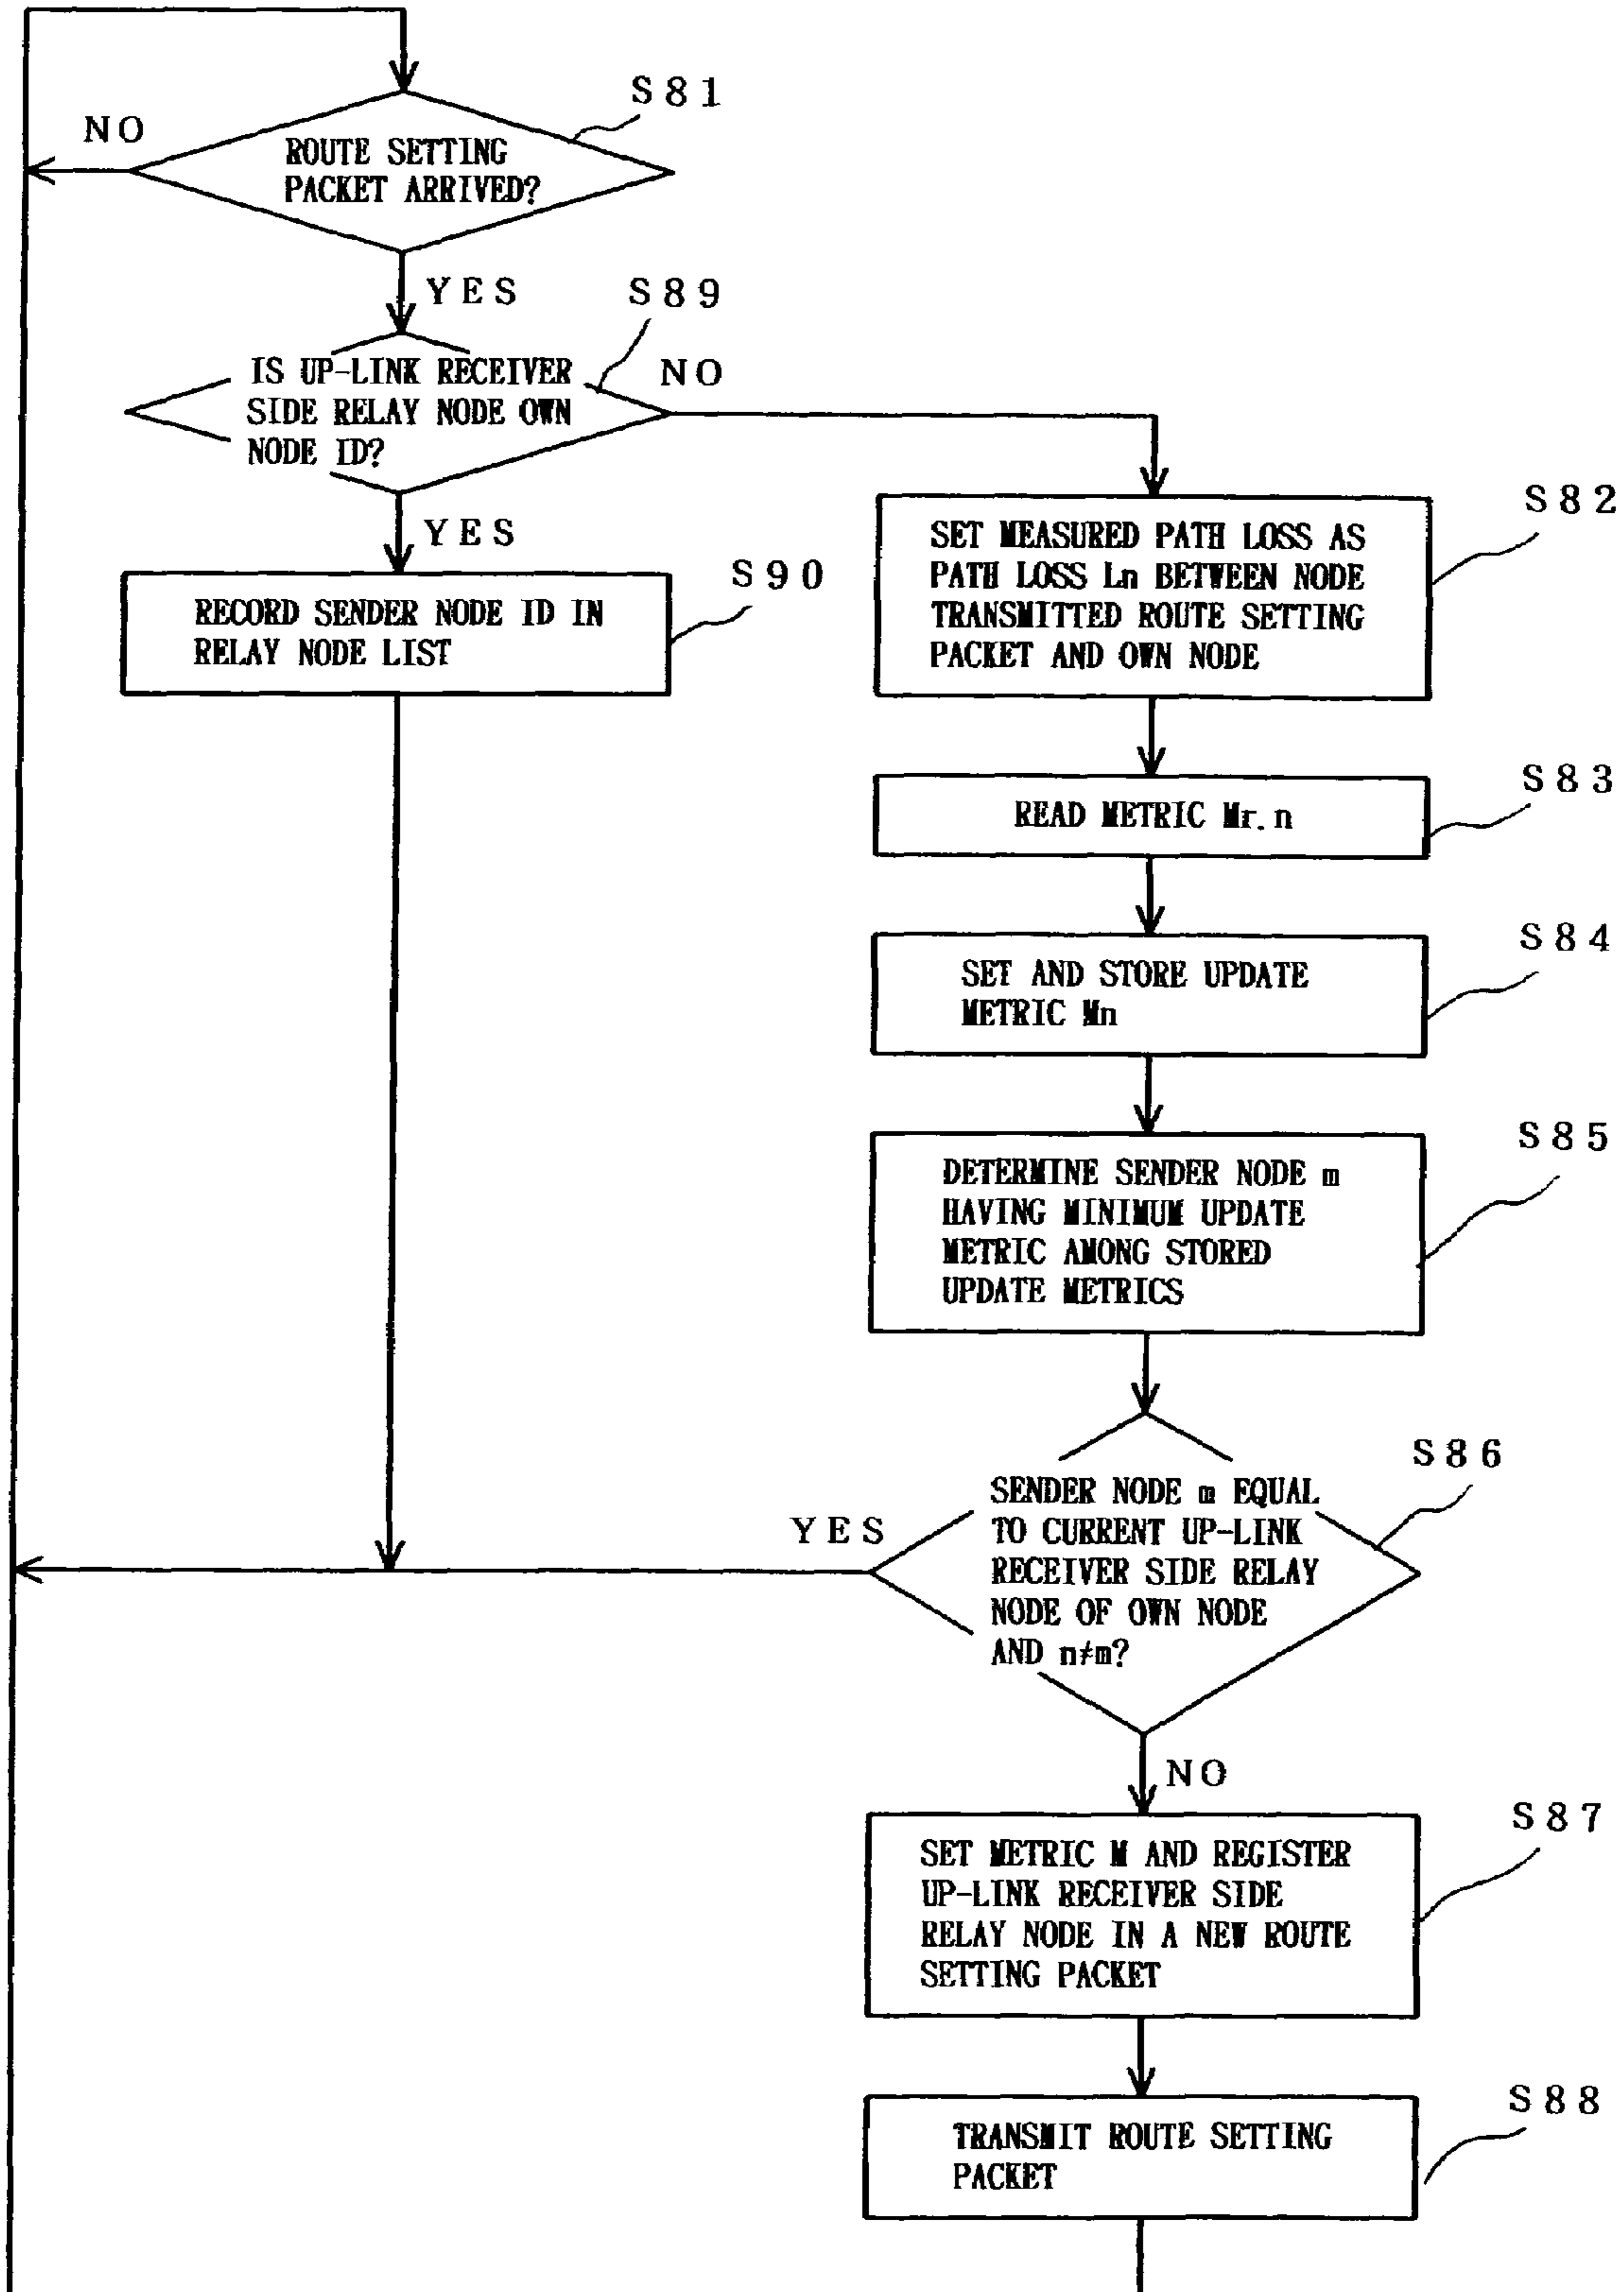 S81
NO
ROUTE SETTING
PACKET ARRIVED?
YES
S89
IS UP-LINK RECEIVER
SIDE RELAY NODE OWN
NODE ID?
NO
YES
S90
RECORD SENDER NODE ID IN
RELAY NODE LIST
S82
SET MEASURED PATH LOSS AS
PATH LOSS Ln BETWEEN NODE
TRANSMITTED ROUTE SETTING
PACKET AND OWN NODE
S83
READ METRIC Mr.n
S84
SET AND STORE UPDATE
METRIC Mn
S85
DETERMINE SENDER NODE m
HAVING MINIMUM UPDATE
METRIC AMONG STORED
UPDATE METRICS
S86
SENDER NODE m EQUAL
TO CURRENT UP-LINK
RECEIVER SIDE RELAY
NODE OF OWN NODE
AND n≠m?
YES
NO
S87
SET METRIC M AND REGISTER
UP-LINK RECEIVER SIDE
RELAY NODE IN A NEW ROUTE
SETTING PACKET
S88
TRANSMIT ROUTE SETTING
PACKET